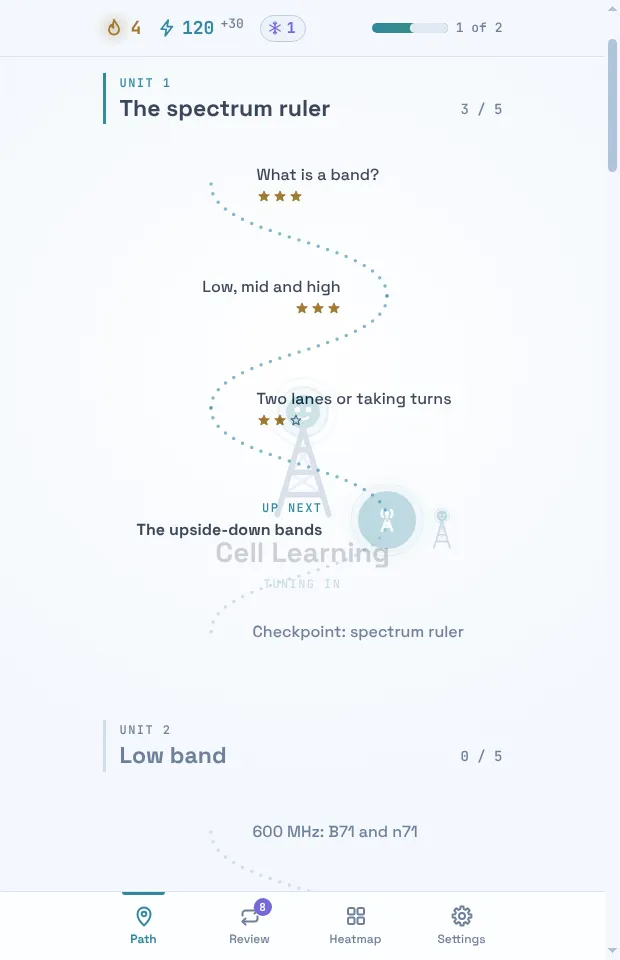 4 120 +30 1 1 of 2
UNIT 1
The spectrum ruler 3 / 5
What is a band?
Low, mid and high
Two lanes or taking turns
UP NEXT
The upside-down bands
Cell Learning
TUNING IN
Checkpoint: spectrum ruler
UNIT 2
Low band 0 / 5
600 MHz: B71 and n71
8
Path Review Heatmap Settings